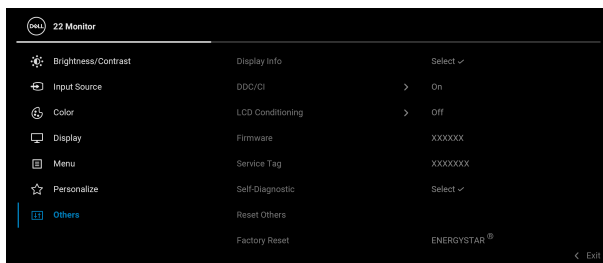 DELL 22 Monitor
Brightness/Contrast Display Info Select ✓
Input Source DDC/CI > On
Color LCD Conditioning > Off
Display Firmware XXXXXX
Menu Service Tag XXXXXXX
Personalize Self-Diagnostic Select ✓
Others Reset Others
Factory Reset ENERGYSTAR ®
< Exit